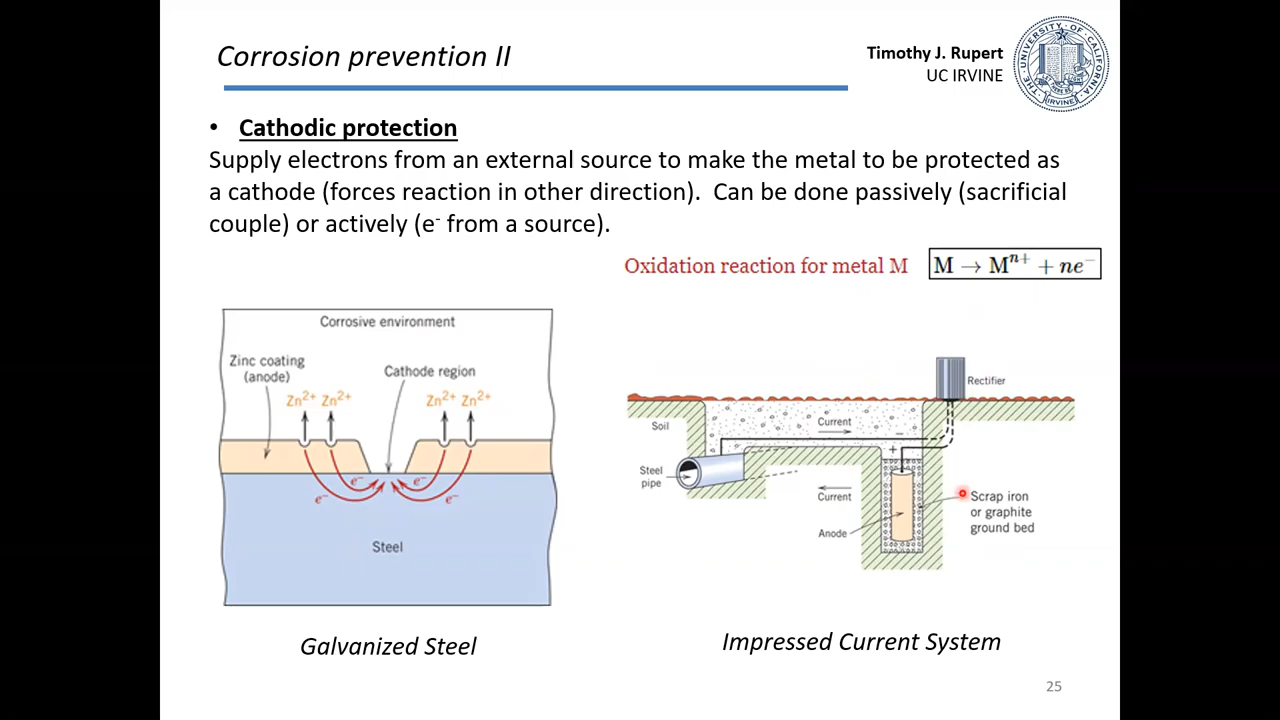 Corrosion prevention II
Timothy J. Rupert
UC IRVINE
• Cathodic protection
Supply electrons from an external source to make the metal to be protected as
a cathode (forces reaction in other direction).  Can be done passively (sacrificial
couple) or actively (e⁻ from a source).
Oxidation reaction for metal M
M → Mⁿ⁺ + ne⁻
Corrosive environment
Zinc coating
(anode)
Cathode region
Zn²⁺ Zn²⁺
Zn²⁺ Zn²⁺
e⁻
e⁻
e⁻
e⁻
Steel
Galvanized Steel
Rectifier
Soil
Current
−
+
Steel
pipe
Current
Anode
Scrap iron
or graphite
ground bed
Impressed Current System
25